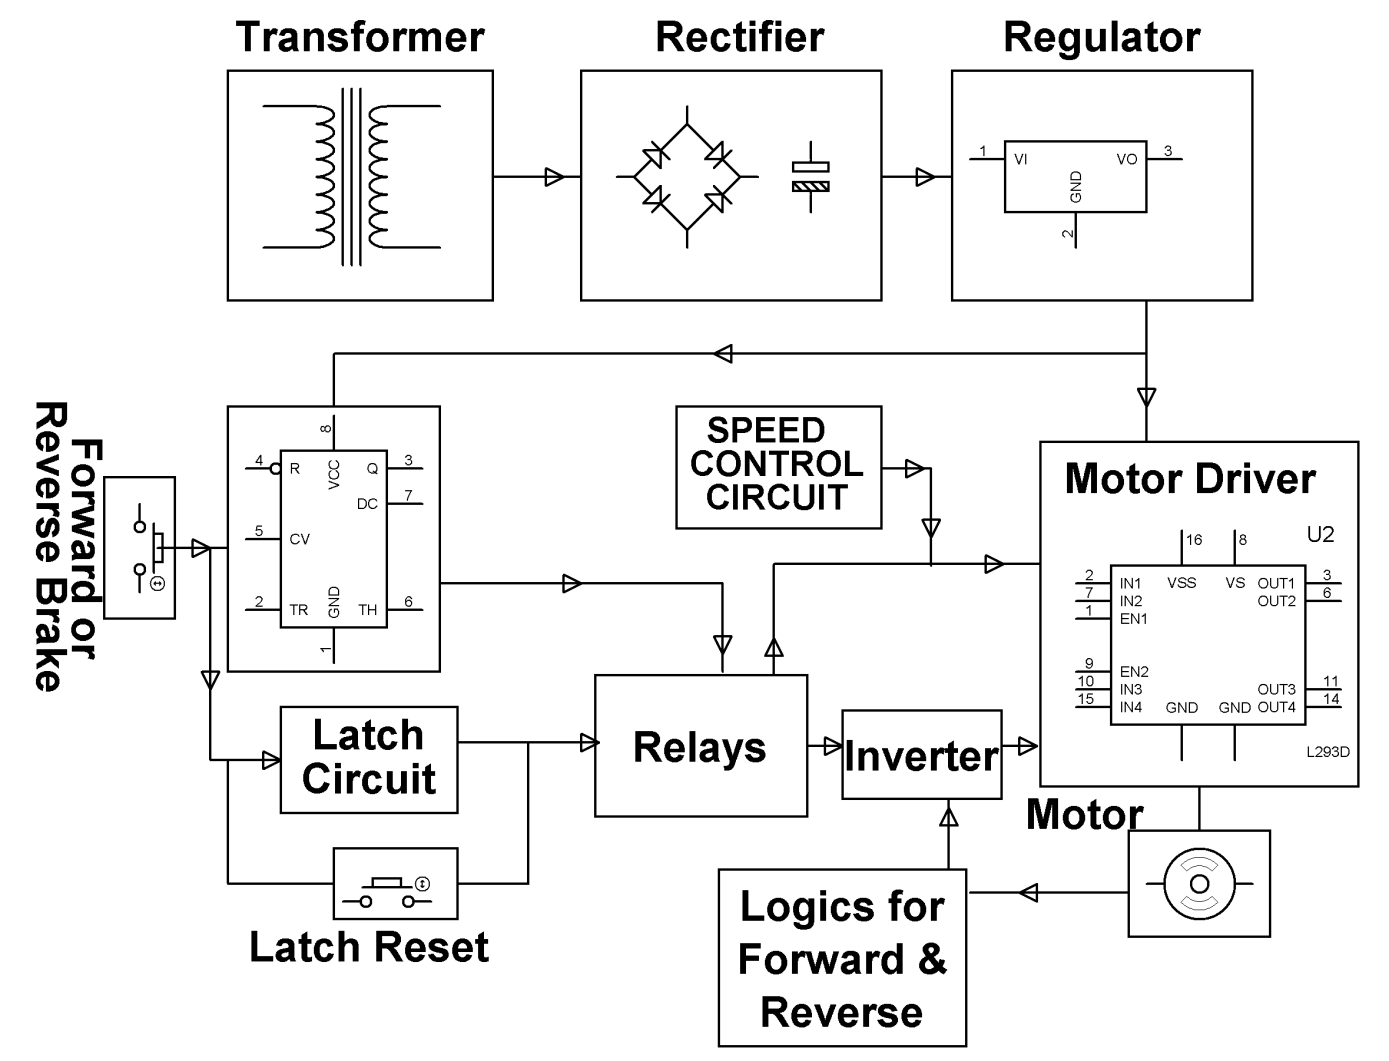 Transformer
Rectifier
Regulator
1
VI
VO
3
GND
2
Forward or
Reverse Brake
8
VCC
4
R
Q
3
DC
7
5
CV
2
TR
GND
TH
6
1
SPEED
CONTROL
CIRCUIT
Motor Driver
U2
16
8
2
IN1
VSS
VS
OUT1
3
7
IN2
OUT2
6
1
EN1
9
EN2
10
IN3
OUT3
11
15
IN4
GND
GND
OUT4
14
L293D
Latch
Circuit
Relays
Inverter
Motor
Latch Reset
Logics for
Forward &
Reverse